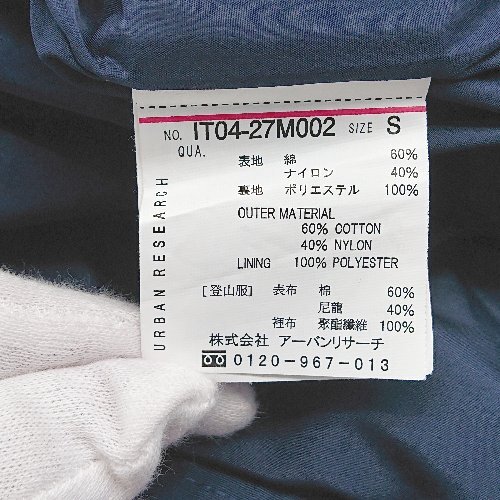 NO. IT04-27M002 SIZE S
QUA.
表地 綿 60%
ナイロン 40%
裏地 ポリエステル 100%
OUTER MATERIAL
60% COTTON
40% NYLON
LINING 100% POLYESTER
[登山服] 表布 棉 60%
尼龍 40%
裡布 聚酯纖維 100%
株式会社 アーバンリサーチ
0120-967-013
URBAN RESEARCH